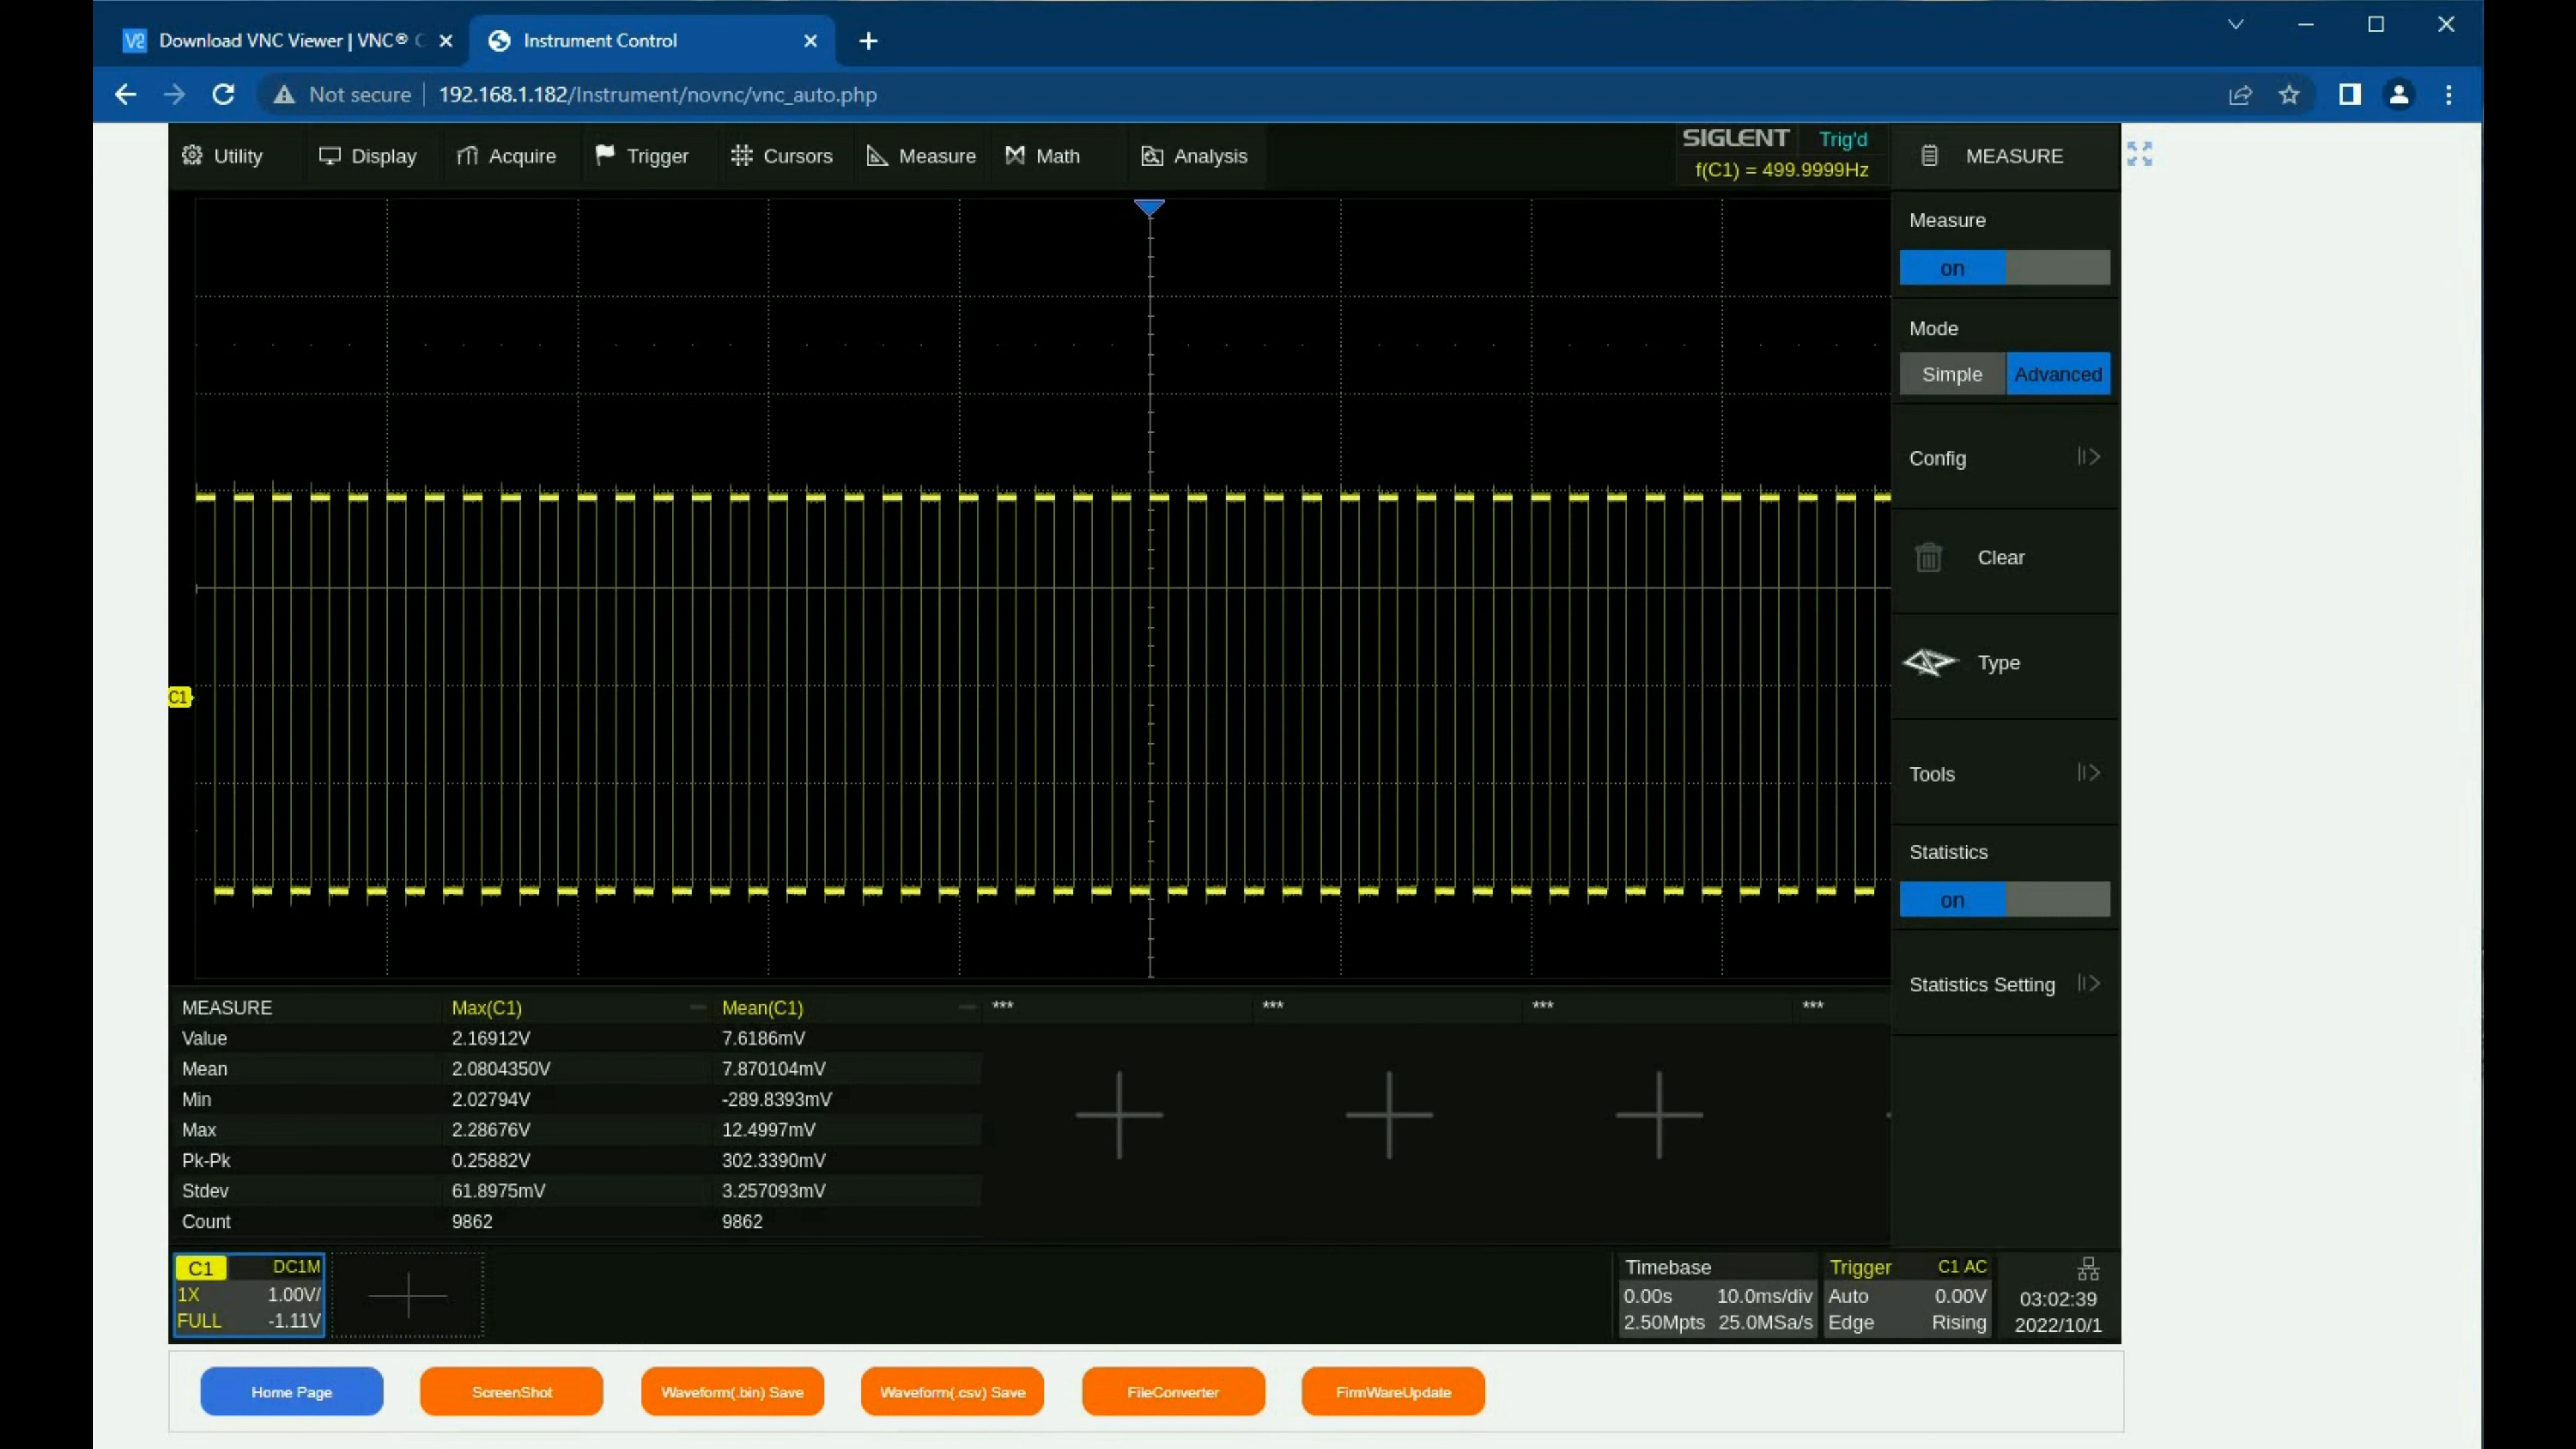 Download VNC Viewer | VNC®
Instrument Control
Not secure
192.168.1.182/Instrument/novnc/vnc_auto.php
Utility
Display
Acquire
Trigger
Cursors
Measure
Math
Analysis
SIGLENT
Trig'd
f(C1) = 499.9999Hz
MEASURE
Measure
on
Mode
Simple
Advanced
Config
Clear
Type
Tools
Statistics
on
Statistics Setting
C1
MEASURE Max(C1) Mean(C1) *** *** *** ***
Value 2.16912V 7.6186mV
Mean 2.0804350V 7.870104mV
Min 2.02794V -289.8393mV
Max 2.28676V 12.4997mV
Pk-Pk 0.25882V 302.3390mV
Stdev 61.8975mV 3.257093mV
Count 9862 9862
C1 DC1M
1X 1.00V/
FULL -1.11V
Timebase
0.00s 10.0ms/div
2.50Mpts 25.0MSa/s
Trigger C1 AC
Auto 0.00V
Edge Rising
03:02:39
2022/10/1
Home Page
ScreenShot
Waveform(.bin) Save
Waveform(.csv) Save
FileConverter
FirmWareUpdate